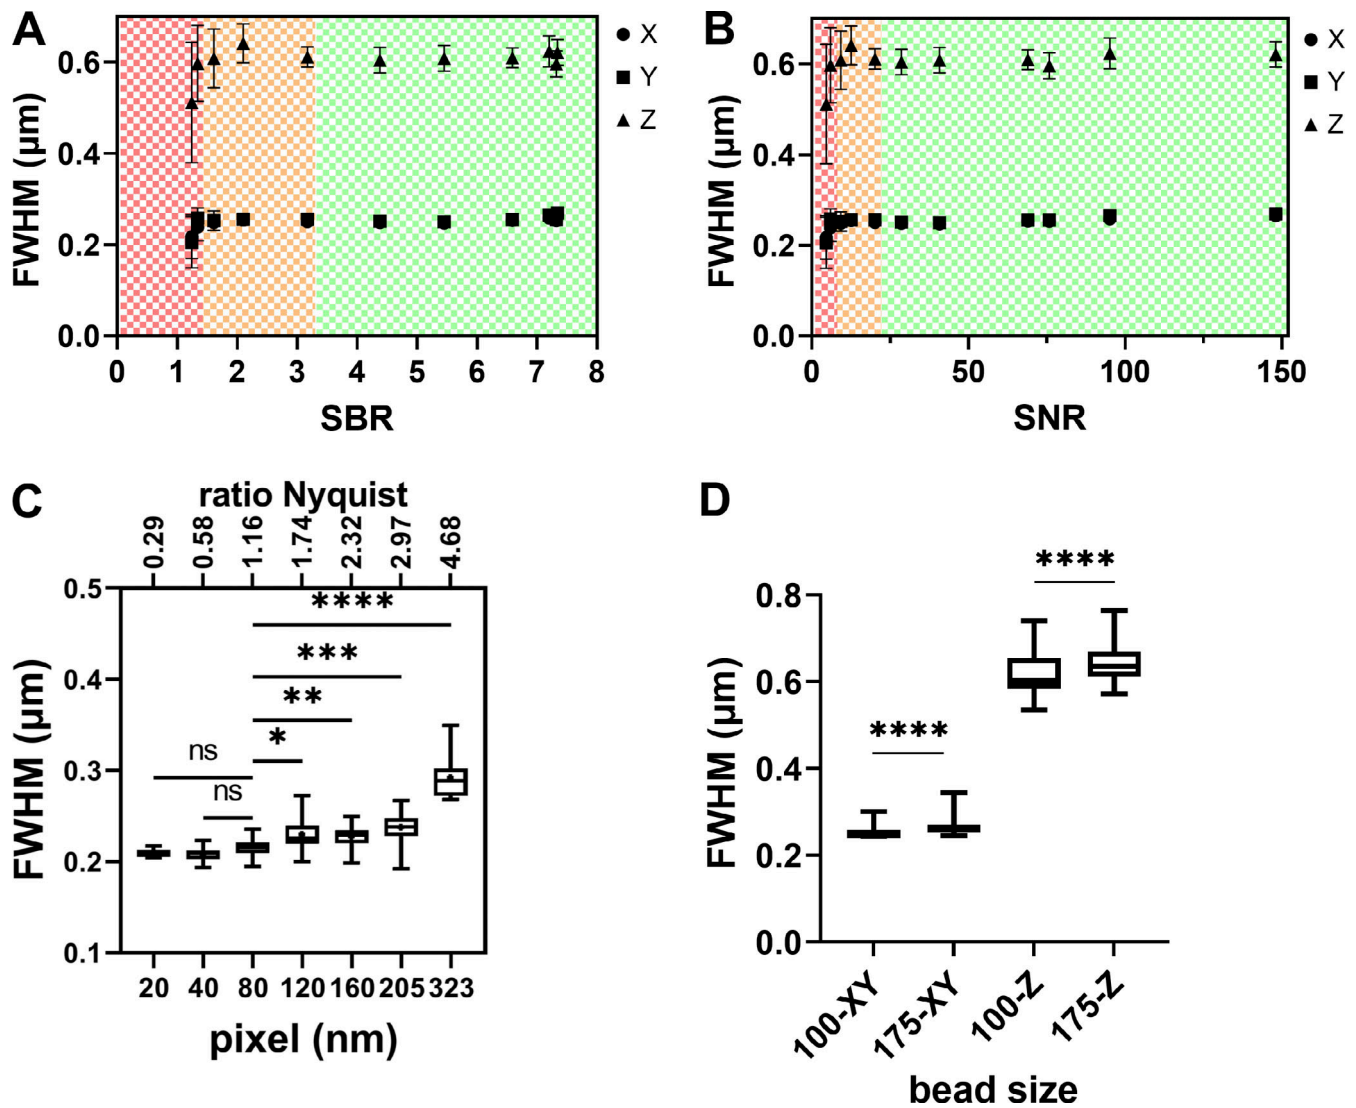 A
FWHM (µm)
0.6
0.4
0.2
0.0
0 1 2 3 4 5 6 7 8
SBR
X
Y
Z
B
FWHM (µm)
0.6
0.4
0.2
0.0
0 50 100 150
SNR
X
Y
Z
C
ratio Nyquist
0.29 0.58 1.16 1.74 2.32 2.97 4.68
FWHM (µm)
0.5
0.4
0.3
0.2
0.1
****
***
**
*
ns
ns
20 40 80 120 160 205 323
pixel (nm)
D
FWHM (µm)
0.8
0.6
0.4
0.2
0.0
****
****
100-XY 175-XY 100-Z 175-Z
bead size